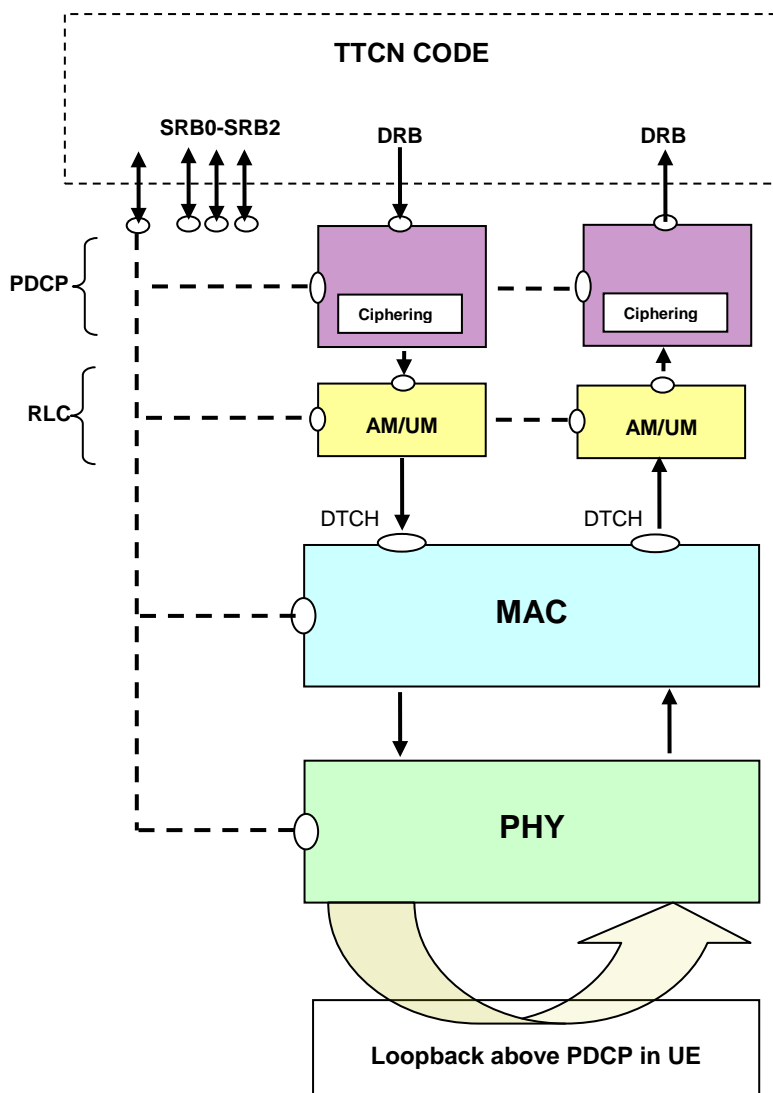 TTCN CODE
SRB0-SRB2
DRB
DRB
PDCP
Ciphering
Ciphering
RLC
AM/UM
AM/UM
DTCH
DTCH
MAC
PHY
Loopback above PDCP in UE